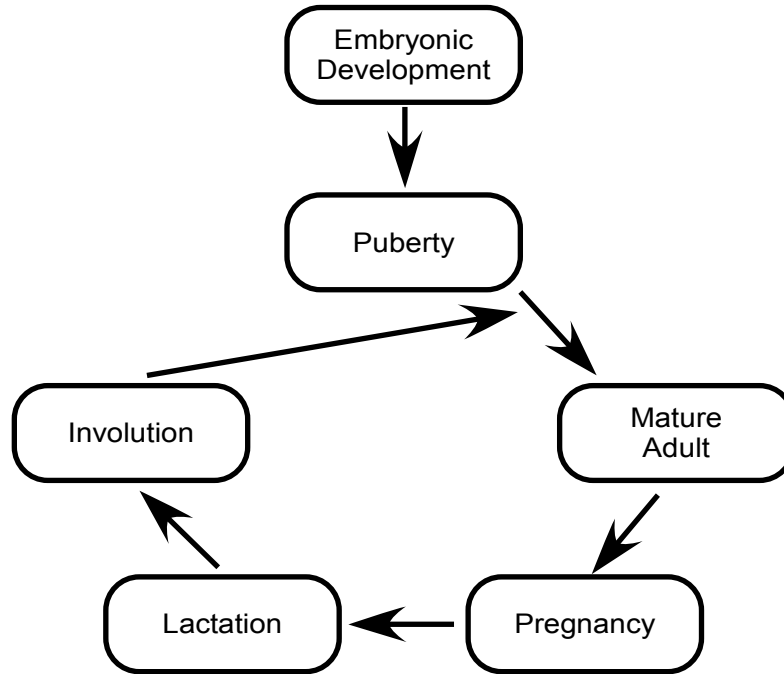 Embryonic
Development
Puberty
Involution
Mature
Adult
Lactation
Pregnancy